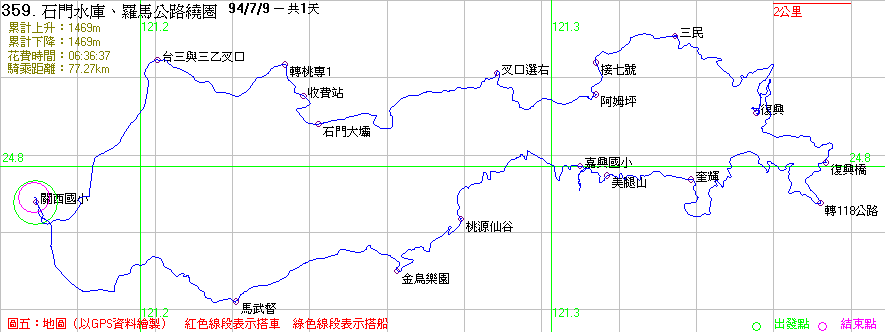 359. 石門水庫、羅馬公路繞圈 94/7/9 － 共1天
2公里
累計上升：1469m
累計下降：1469m
花費時間：06:36:37
騎乘距離：77.27km
121.2
121.3
三民
台三與三乙叉口
轉桃專1
叉口選右
接七號
收費站
阿姆坪
復興
石門大壩
24.8
24.8
嘉興國小
復興橋
美腿山
奎輝
關西國小
轉118公路
桃源仙谷
金鳥樂園
馬武督
121.2
121.3
圖五：地圖（以GPS資料繪製） 紅色線段表示搭車 綠色線段表示搭船
出發點
結束點